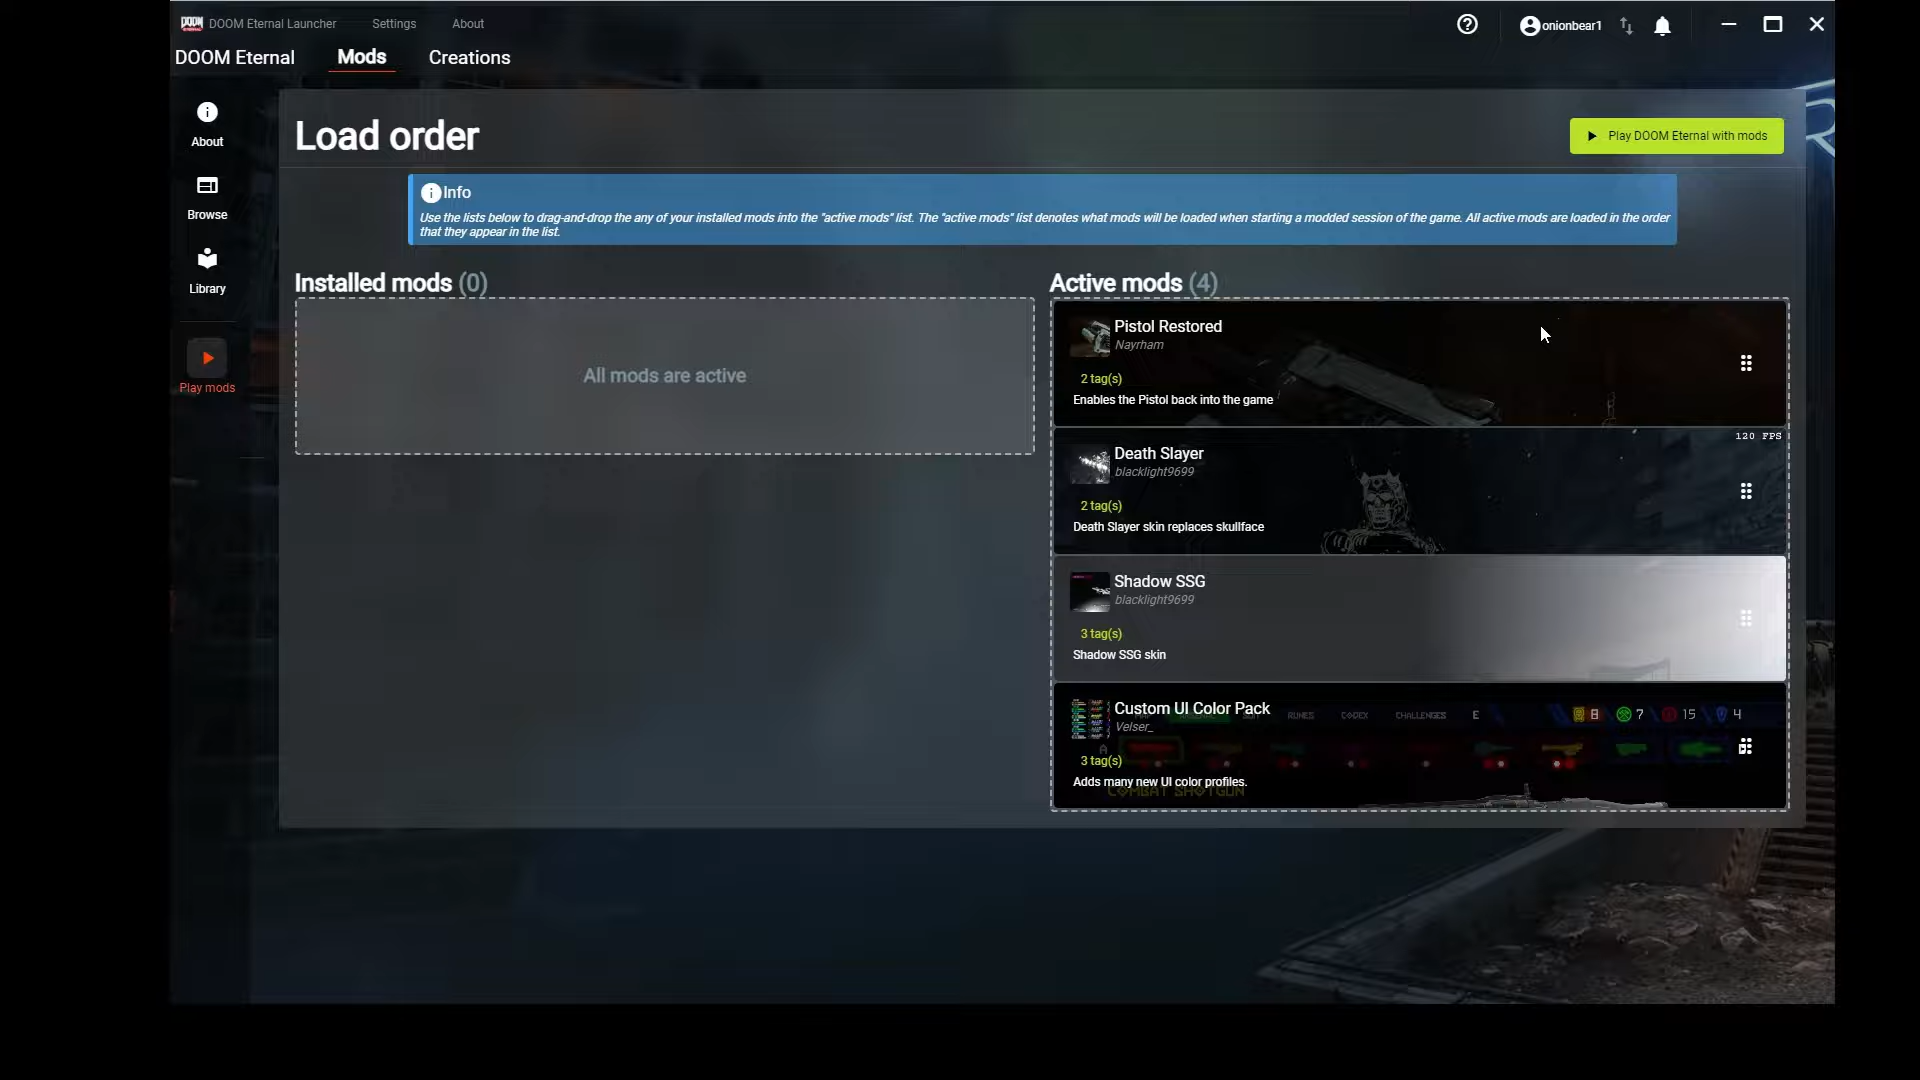 DOOM Eternal Launcher
Settings
About
onionbear1
DOOM Eternal
Mods
Creations
About
Browse
Library
Play mods
Load order
Play DOOM Eternal with mods
Info
Use the lists below to drag-and-drop the any of your installed mods into the "active mods" list. The "active mods" list denotes what mods will be loaded when starting a modded session of the game. All active mods are loaded in the order
that they appear in the list.
Installed mods (0)
All mods are active
Active mods (4)
Pistol Restored
Nayrham
2 tag(s)
Enables the Pistol back into the game
120 FPS
Death Slayer
blacklight9699
2 tag(s)
Death Slayer skin replaces skullface
Shadow SSG
blacklight9699
3 tag(s)
Shadow SSG skin
Custom UI Color Pack
Velser_
RUNES
CODEX
CHALLENGES
E
8
7
15
4
3 tag(s)
Adds many new UI color profiles.
COMBAT SHOTGUN